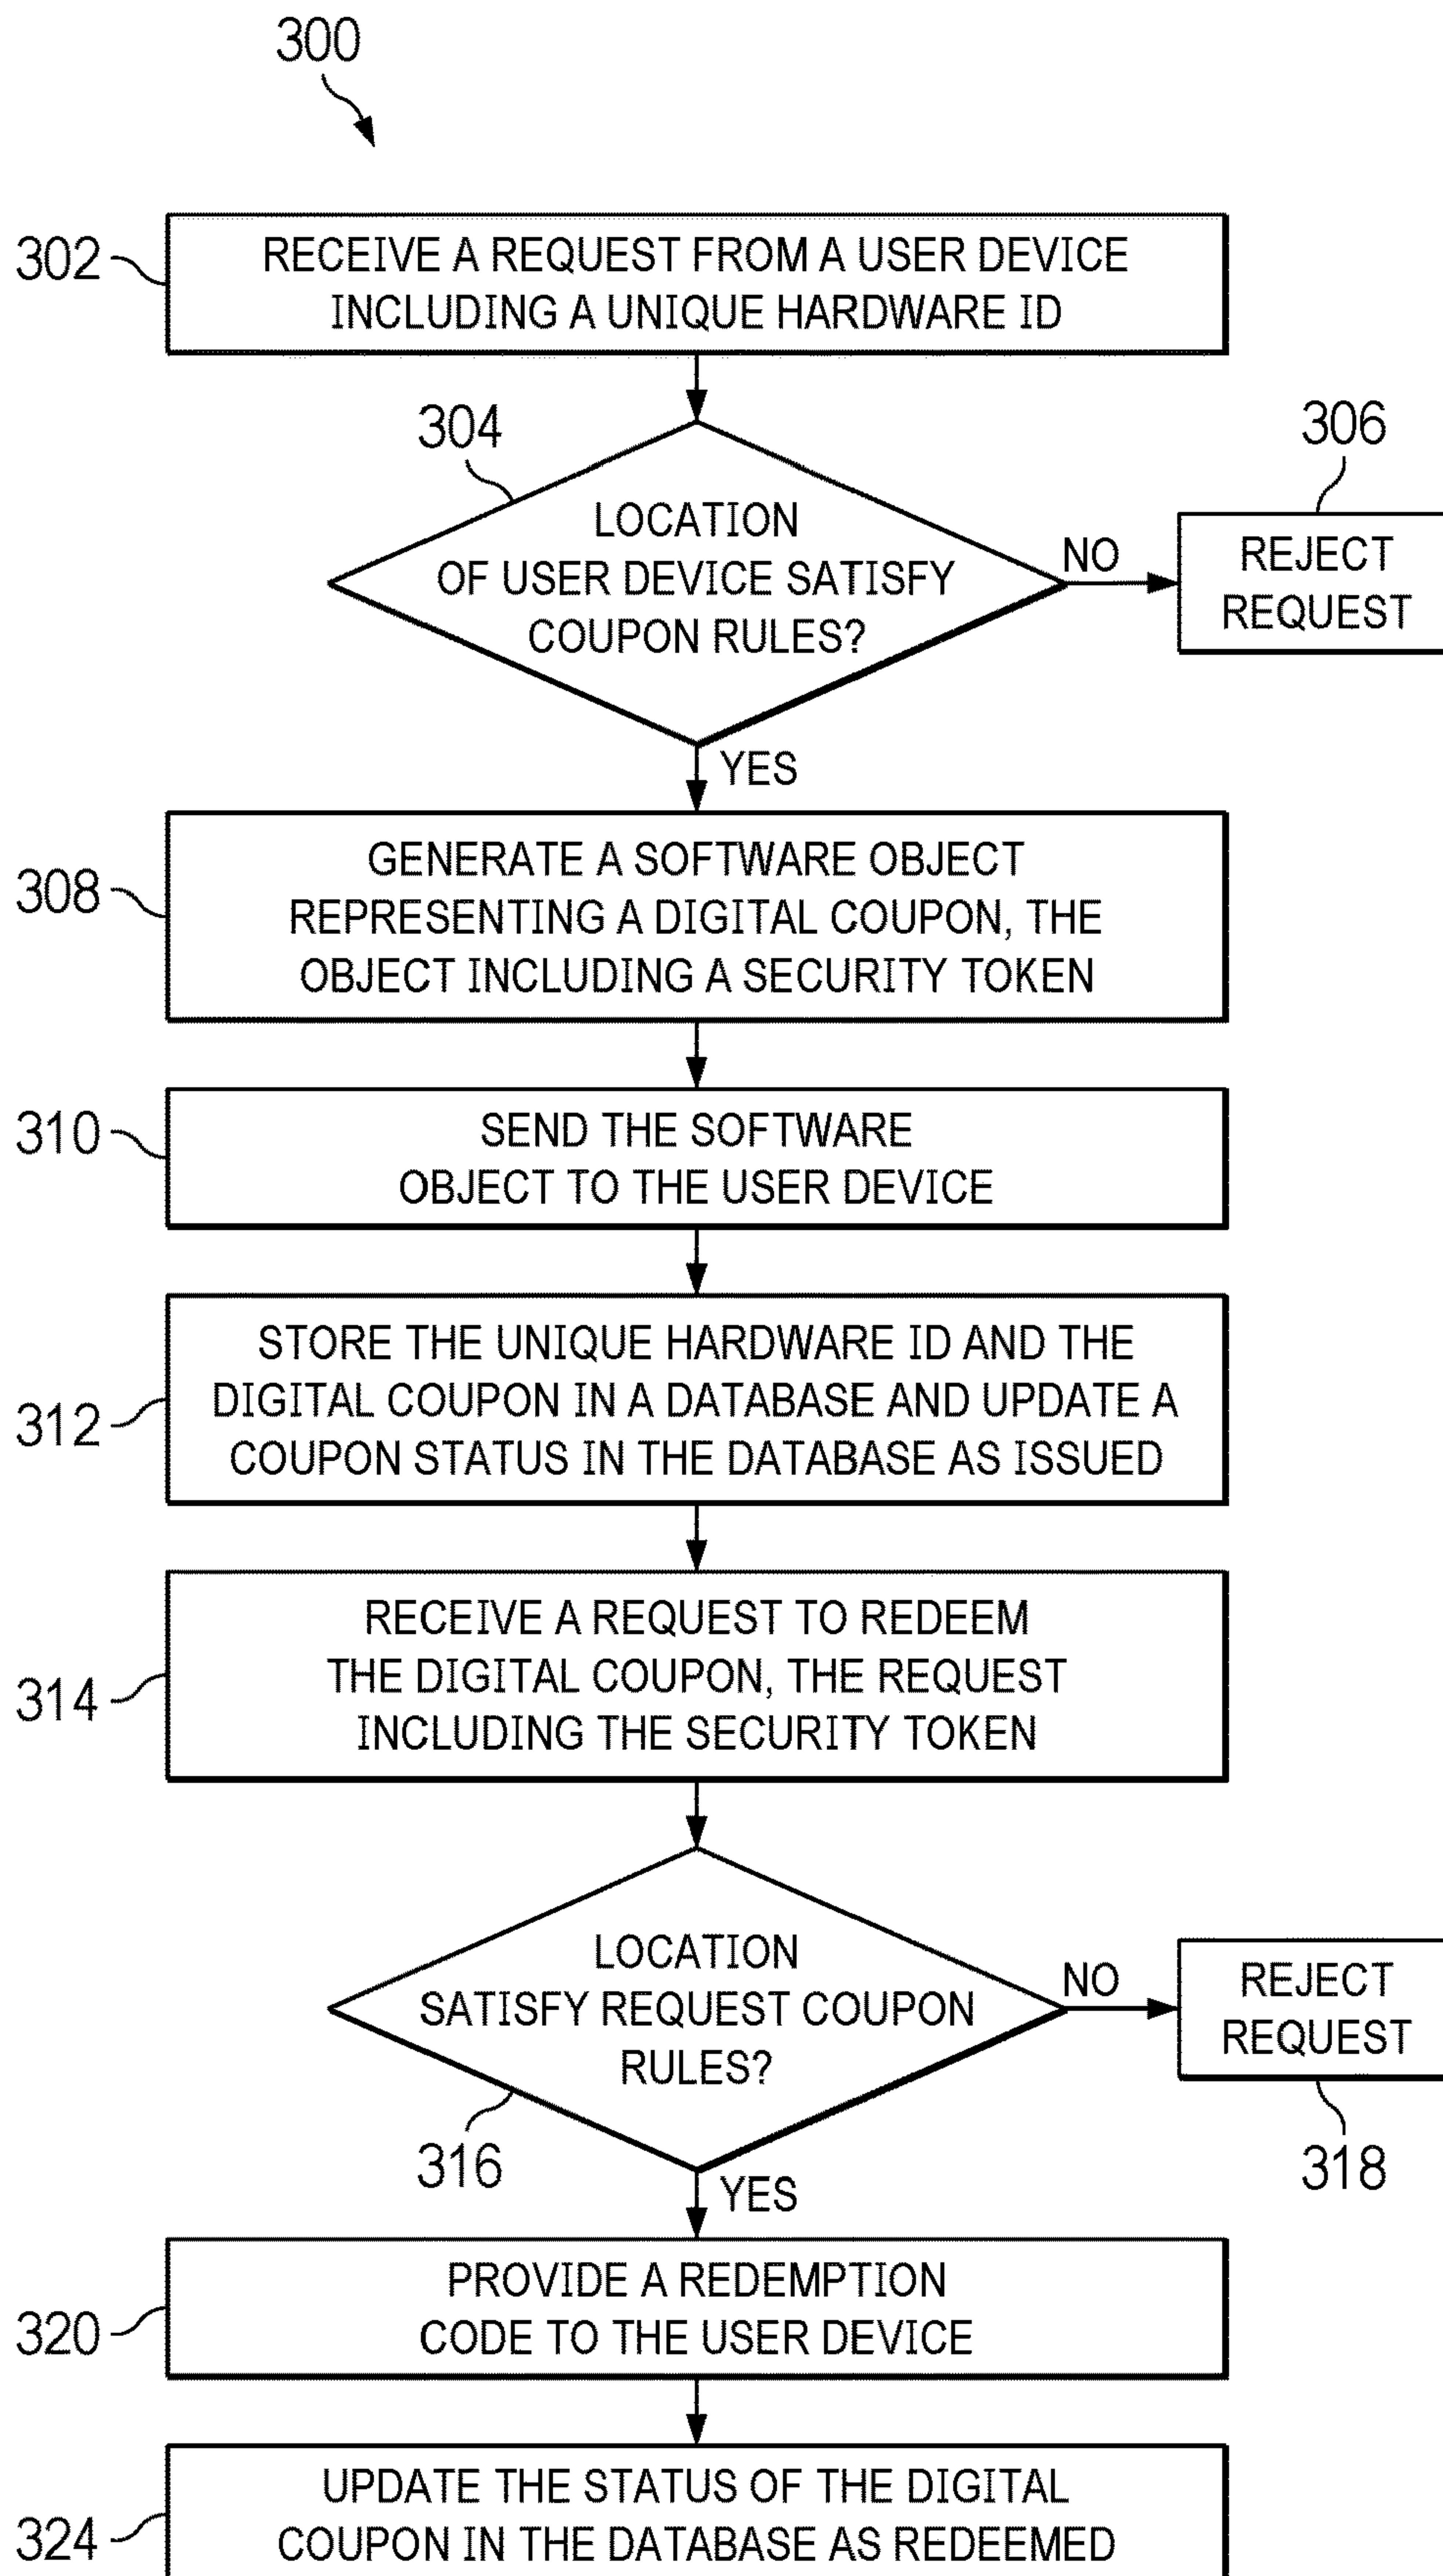 300
302
RECEIVE A REQUEST FROM A USER DEVICE
INCLUDING A UNIQUE HARDWARE ID
304
LOCATION
OF USER DEVICE SATISFY
COUPON RULES?
NO
306
REJECT
REQUEST
YES
308
GENERATE A SOFTWARE OBJECT
REPRESENTING A DIGITAL COUPON, THE
OBJECT INCLUDING A SECURITY TOKEN
310
SEND THE SOFTWARE
OBJECT TO THE USER DEVICE
312
STORE THE UNIQUE HARDWARE ID AND THE
DIGITAL COUPON IN A DATABASE AND UPDATE A
COUPON STATUS IN THE DATABASE AS ISSUED
314
RECEIVE A REQUEST TO REDEEM
THE DIGITAL COUPON, THE REQUEST
INCLUDING THE SECURITY TOKEN
LOCATION
SATISFY REQUEST COUPON
RULES?
316
NO
REJECT
REQUEST
318
YES
320
PROVIDE A REDEMPTION
CODE TO THE USER DEVICE
324
UPDATE THE STATUS OF THE DIGITAL
COUPON IN THE DATABASE AS REDEEMED